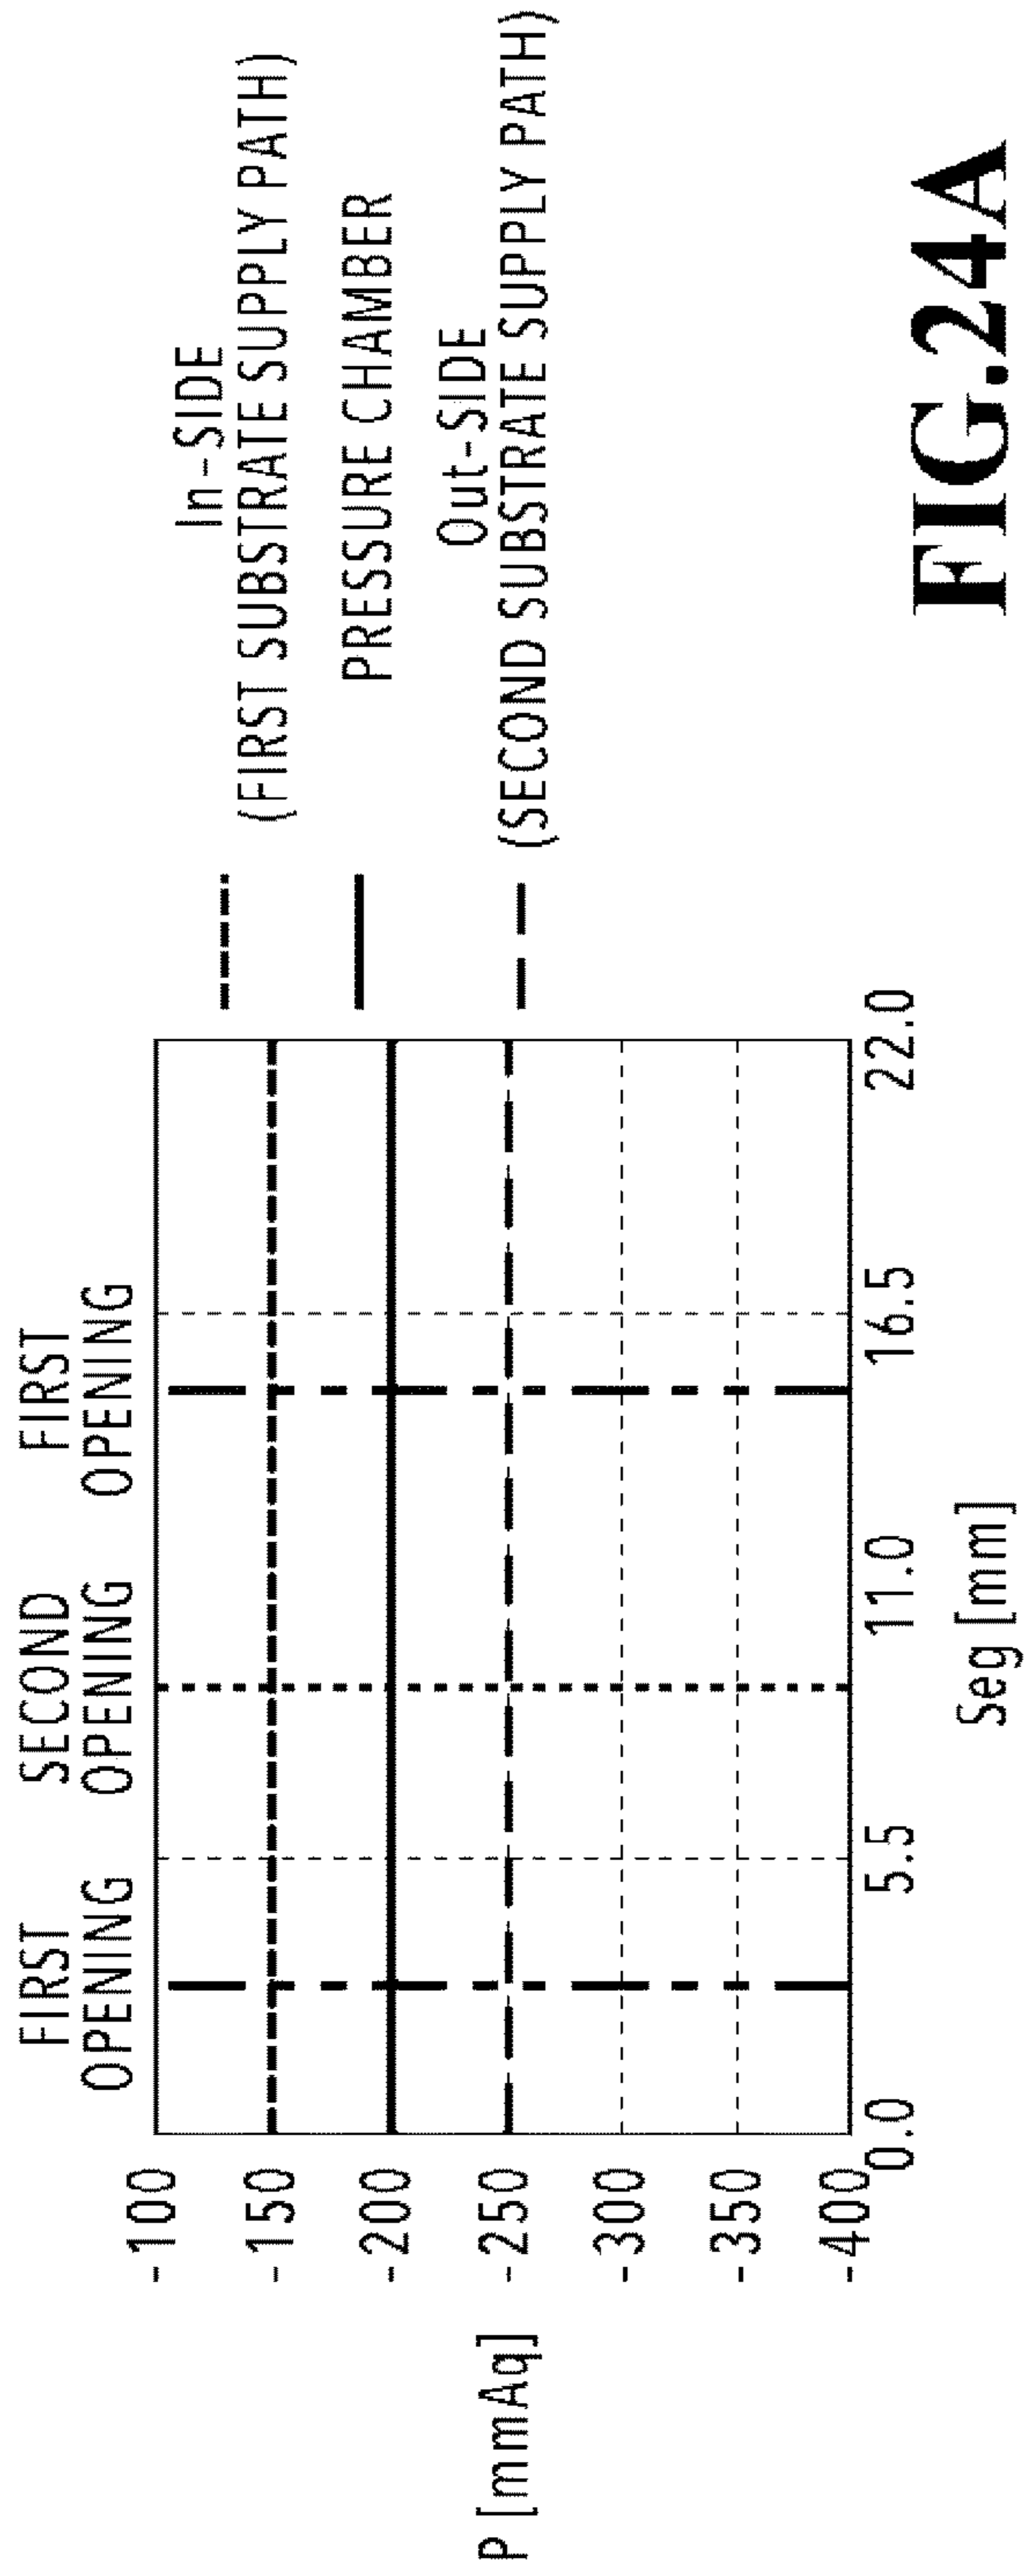 FIRST
OPENING
SECOND
OPENING
FIRST
OPENING
P [mmAq]
-100
-150
-200
-250
-300
-350
-400
0.0
5.5
11.0
16.5
22.0
Seg [mm]
In-SIDE
(FIRST SUBSTRATE SUPPLY PATH)
PRESSURE CHAMBER
Out-SIDE
(SECOND SUBSTRATE SUPPLY PATH)
FIG.24A